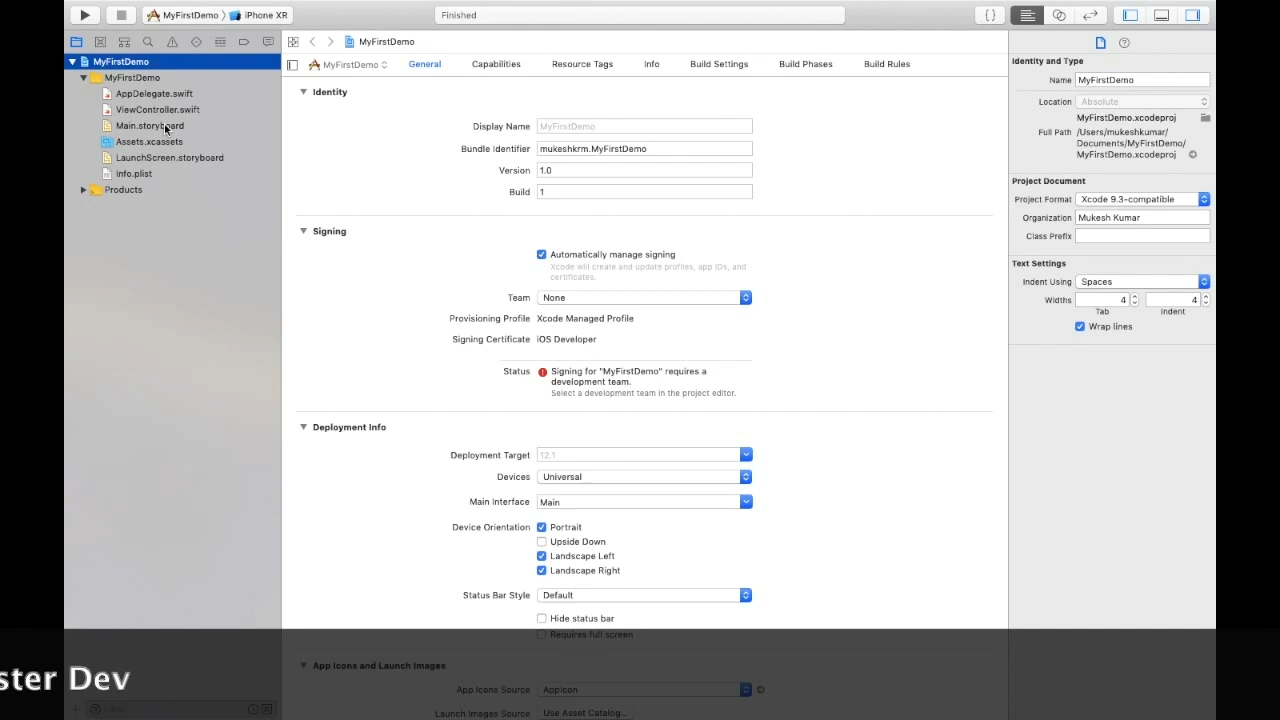 MyFirstDemo 〉 iPhone XR
Finished
{ }
MyFirstDemo
MyFirstDemo
AppDelegate.swift
ViewController.swift
Main.storyboard
Assets.xcassets
LaunchScreen.storyboard
Info.plist
Products
Filter
MyFirstDemo
MyFirstDemo
General
Capabilities
Resource Tags
Info
Build Settings
Build Phases
Build Rules
Identity
Display Name MyFirstDemo
Bundle Identifier mukeshkrm.MyFirstDemo
Version 1.0
Build 1
Signing
Automatically manage signing
Xcode will create and update profiles, app IDs, and
certificates.
Team None
Provisioning Profile Xcode Managed Profile
Signing Certificate iOS Developer
Status Signing for "MyFirstDemo" requires a
development team.
Select a development team in the project editor.
Deployment Info
Deployment Target 12.1
Devices Universal
Main Interface Main
Device Orientation Portrait
Upside Down
Landscape Left
Landscape Right
Status Bar Style Default
Hide status bar
Requires full screen
App Icons and Launch Images
App Icons Source AppIcon
Launch Images Source Use Asset Catalog...
Identity and Type
Name MyFirstDemo
Location Absolute
MyFirstDemo.xcodeproj
Full Path /Users/mukeshkumar/
Documents/MyFirstDemo/
MyFirstDemo.xcodeproj
Project Document
Project Format Xcode 9.3-compatible
Organization Mukesh Kumar
Class Prefix
Text Settings
Indent Using Spaces
Widths 4 4
Tab Indent
Wrap lines
ster Dev